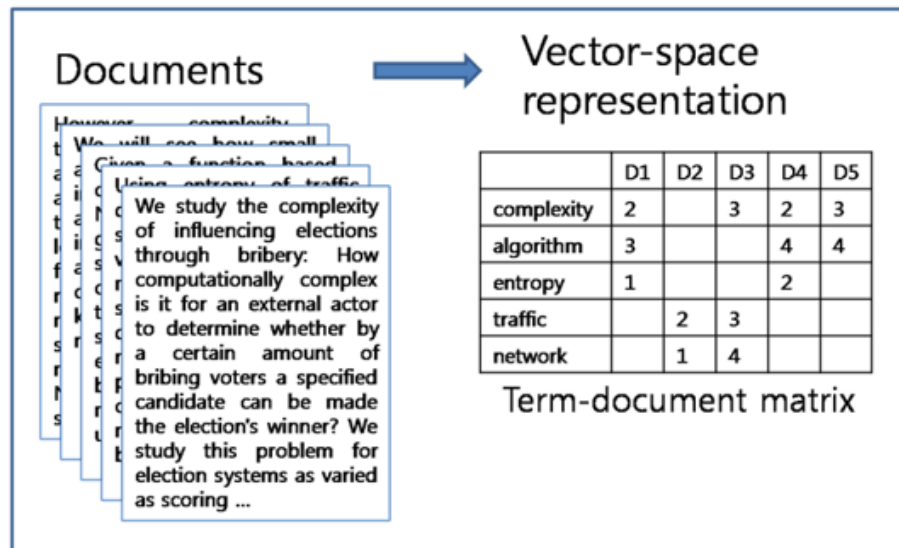 Documents
Vector-space
representation
However complexity
We will see how small
Given a function based
Using entropy of traffic
We study the complexity
of influencing elections
through bribery: How
computationally complex
is it for an external actor
to determine whether by
a certain amount of
bribing voters a specified
candidate can be made
the election's winner? We
study this problem for
election systems as varied
as scoring ...
D1 D2 D3 D4 D5
complexity 2 3 2 3
algorithm 3 4 4
entropy 1 2
traffic 2 3
network 1 4
Term-document matrix